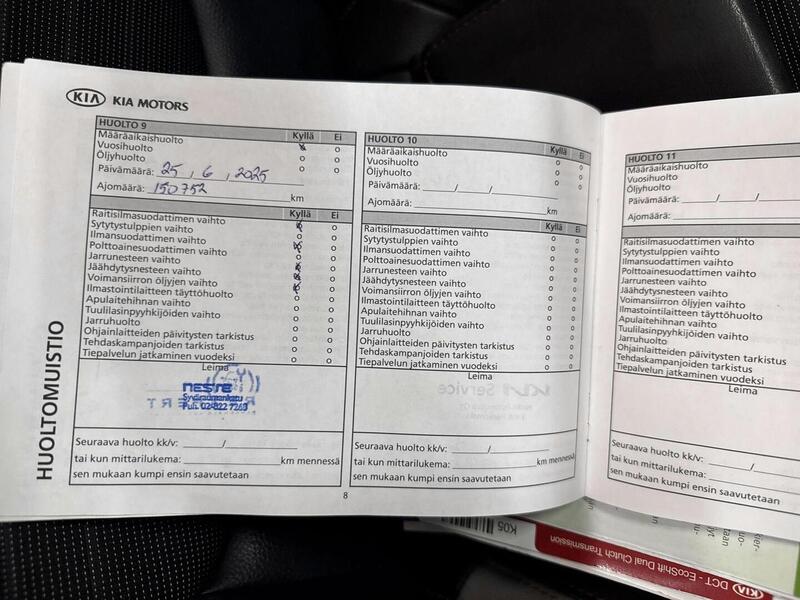 KIA KIA MOTORS
HUOLTO 9 Kyllä Ei
Määräaikaishuolto
Vuosihuolto
Öljyhuolto
Päivämäärä: 25, 6, 2025
Ajomäärä: 150752 km
Kyllä Ei
Raitisilmasuodattimen vaihto
Sytytystulppien vaihto
Ilmansuodattimen vaihto
Polttoainesuodattimen vaihto
Jarrunesteen vaihto
Jäähdytysnesteen vaihto
Voimansiirron öljyjen vaihto
Ilmastointilaitteen täyttöhuolto
Apulaitehihnan vaihto
Tuulilasinpyyhkijöiden vaihto
Jarruhuolto
Ohjainlaitteiden päivitysten tarkistus
Tehdaskampanjoiden tarkistus
Tiepalvelun jatkaminen vuodeksi
Leima
NESTE
Seuraava huolto kk/v: /
tai kun mittarilukema: km mennessä
sen mukaan kumpi ensin saavutetaan
8
HUOLTOMUISTIO
HUOLTO 10 Kyllä Ei
Määräaikaishuolto
Vuosihuolto
Öljyhuolto
Päivämäärä: / /
Ajomäärä: km
Kyllä Ei
Raitisilmasuodattimen vaihto
Sytytystulppien vaihto
Ilmansuodattimen vaihto
Polttoainesuodattimen vaihto
Jarrunesteen vaihto
Jäähdytysnesteen vaihto
Voimansiirron öljyjen vaihto
Ilmastointilaitteen täyttöhuolto
Apulaitehihnan vaihto
Tuulilasinpyyhkijöiden vaihto
Jarruhuolto
Ohjainlaitteiden päivitysten tarkistus
Tehdaskampanjoiden tarkistus
Tiepalvelun jatkaminen vuodeksi
Leima
KIA Service
Seuraava huolto kk/v: /
tai kun mittarilukema: km mennessä
sen mukaan kumpi ensin saavutetaan
HUOLTO 11
Määräaikaishuolto
Vuosihuolto
Öljyhuolto
Päivämäärä: / /
Ajomäärä:
Raitisilmasuodattimen vaihto
Sytytystulppien vaihto
Ilmansuodattimen vaihto
Polttoainesuodattimen vaihto
Jarrunesteen vaihto
Jäähdytysnesteen vaihto
Voimansiirron öljyjen vaihto
Ilmastointilaitteen täyttöhuolto
Apulaitehihnan vaihto
Tuulilasinpyyhkijöiden vaihto
Jarruhuolto
Ohjainlaitteiden päivitysten tarkistus
Tehdaskampanjoiden tarkistus
Tiepalvelun jatkaminen vuodeksi
Leima
Seuraava huolto kk/v:
tai kun mittarilukema:
sen mukaan kumpi ensin saavutetaan
K05
KIA DCT - EcoShift Dual Clutch Transmission